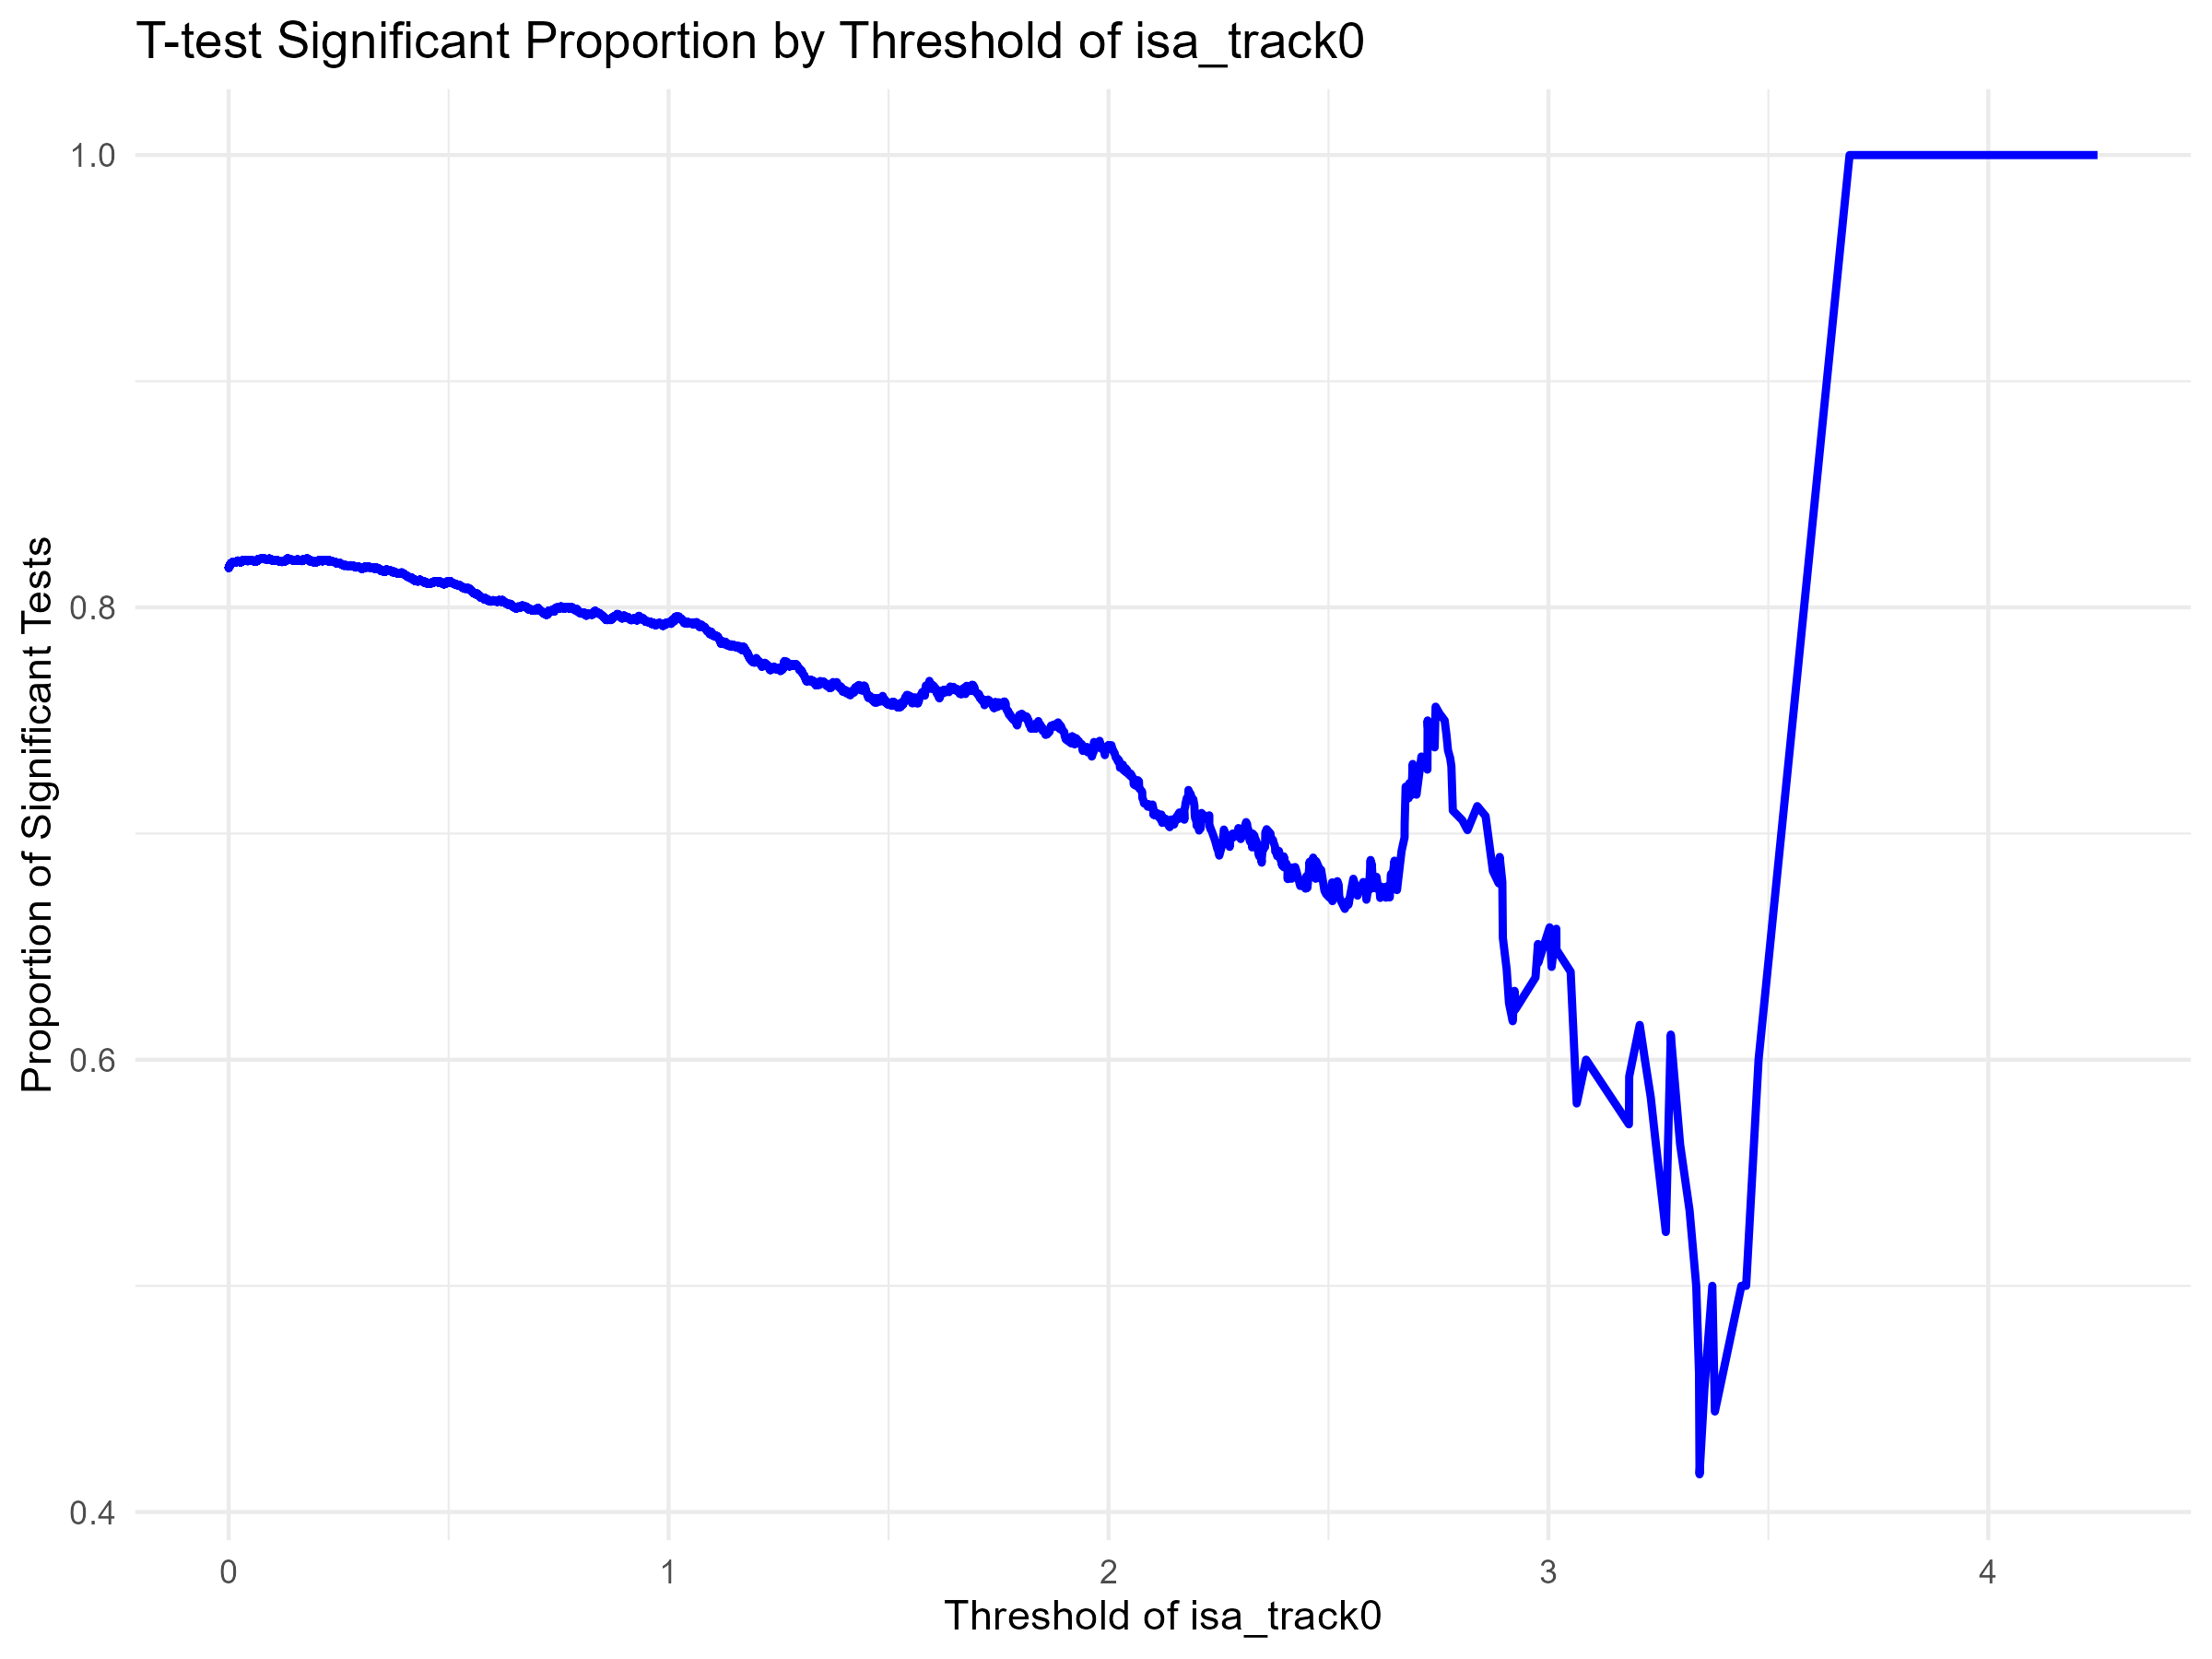 T-test Significant Proportion by Threshold of isa_track0
Proportion of Significant Tests
1.0
0.8
0.6
0.4
0 1 2 3 4
Threshold of isa_track0